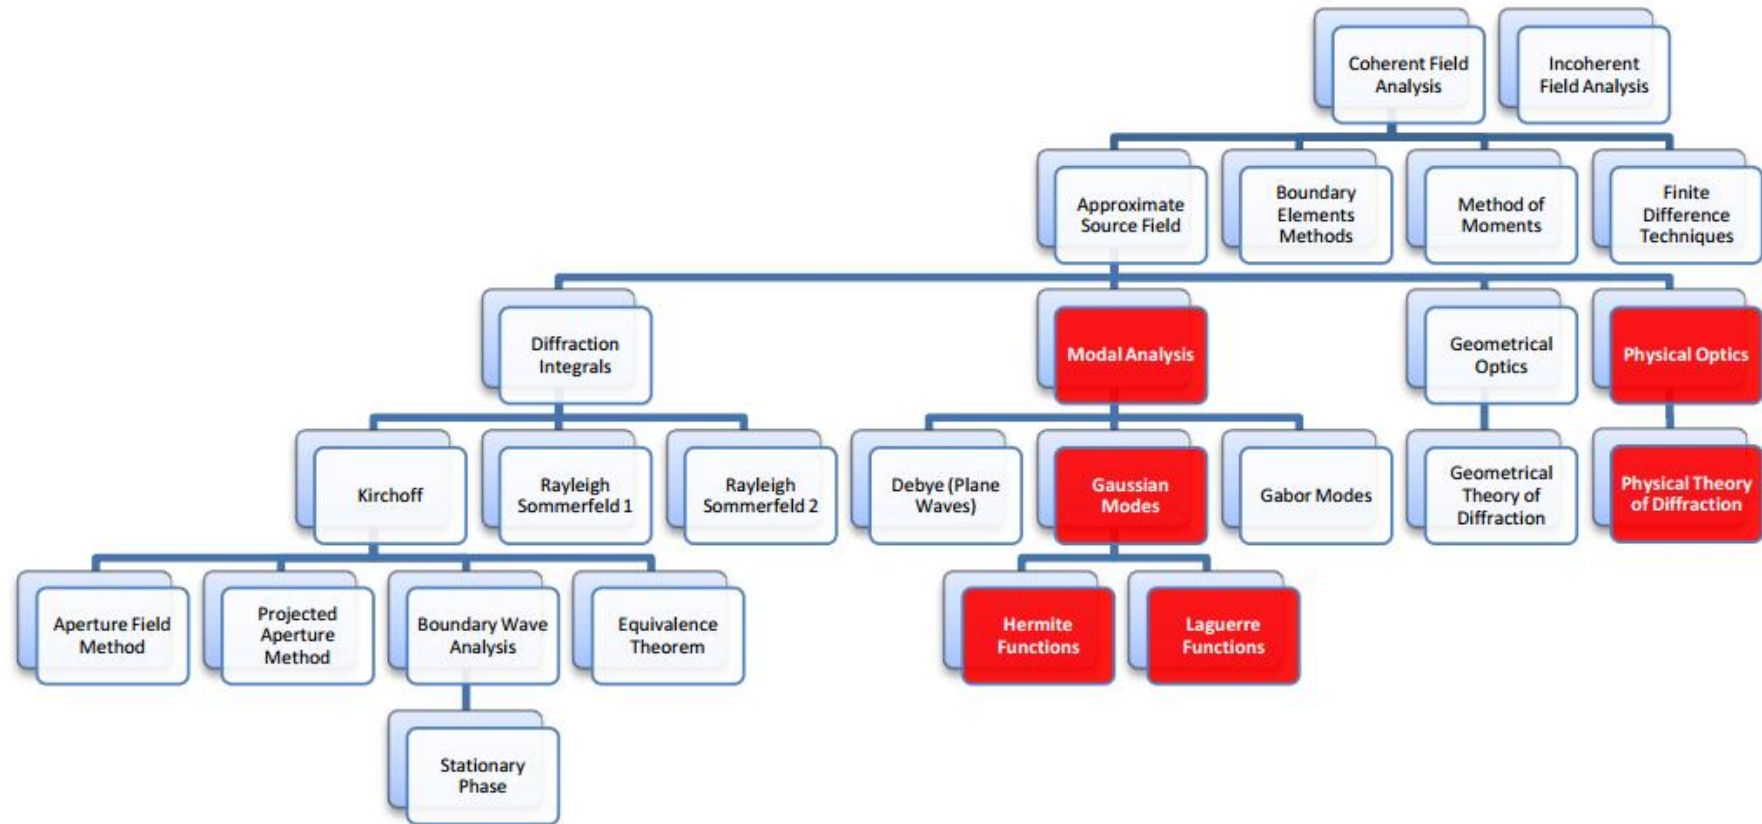 Coherent Field
Analysis
Incoherent
Field Analysis
Approximate
Source Field
Boundary
Elements
Methods
Method of
Moments
Finite
Difference
Techniques
Diffraction
Integrals
Modal Analysis
Geometrical
Optics
Physical Optics
Kirchoff
Rayleigh
Sommerfeld 1
Rayleigh
Sommerfeld 2
Debye (Plane
Waves)
Gaussian
Modes
Gabor Modes
Geometrical
Theory of
Diffraction
Physical Theory
of Diffraction
Aperture Field
Method
Projected
Aperture
Method
Boundary Wave
Analysis
Equivalence
Theorem
Hermite
Functions
Laguerre
Functions
Stationary
Phase